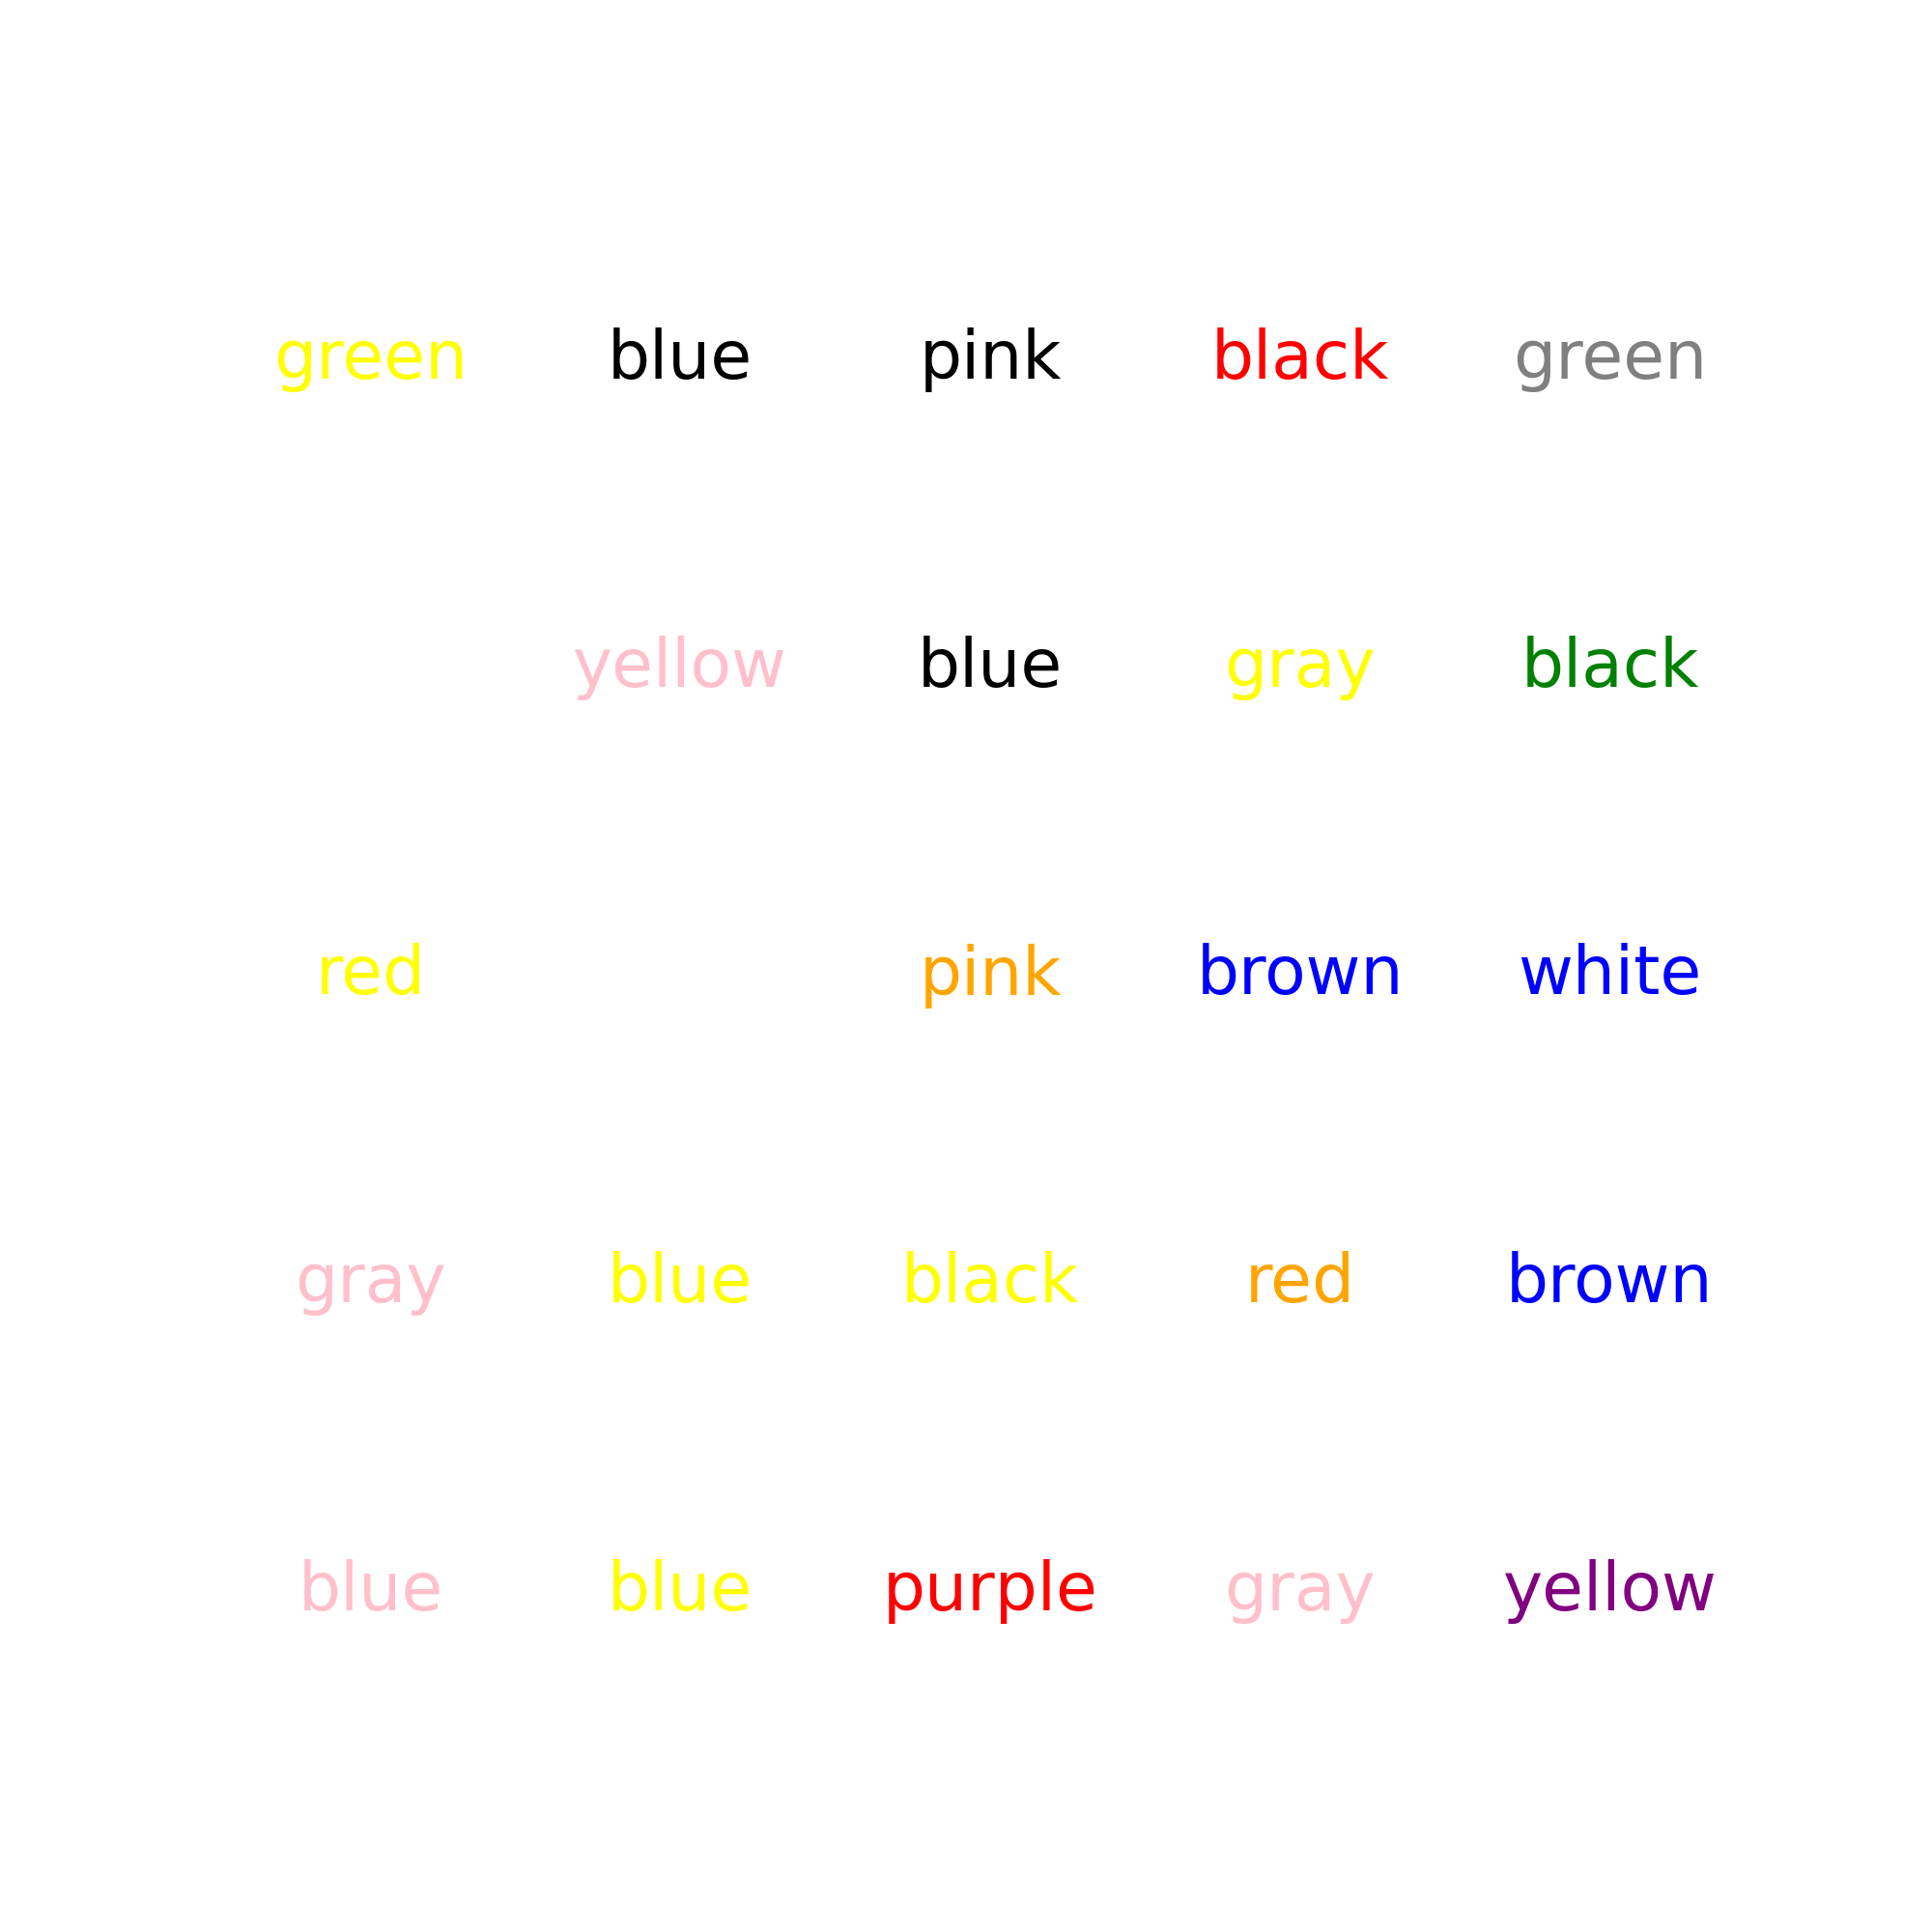 green blue pink black green
yellow blue gray black
red pink brown white
gray blue black red brown
blue blue purple gray yellow